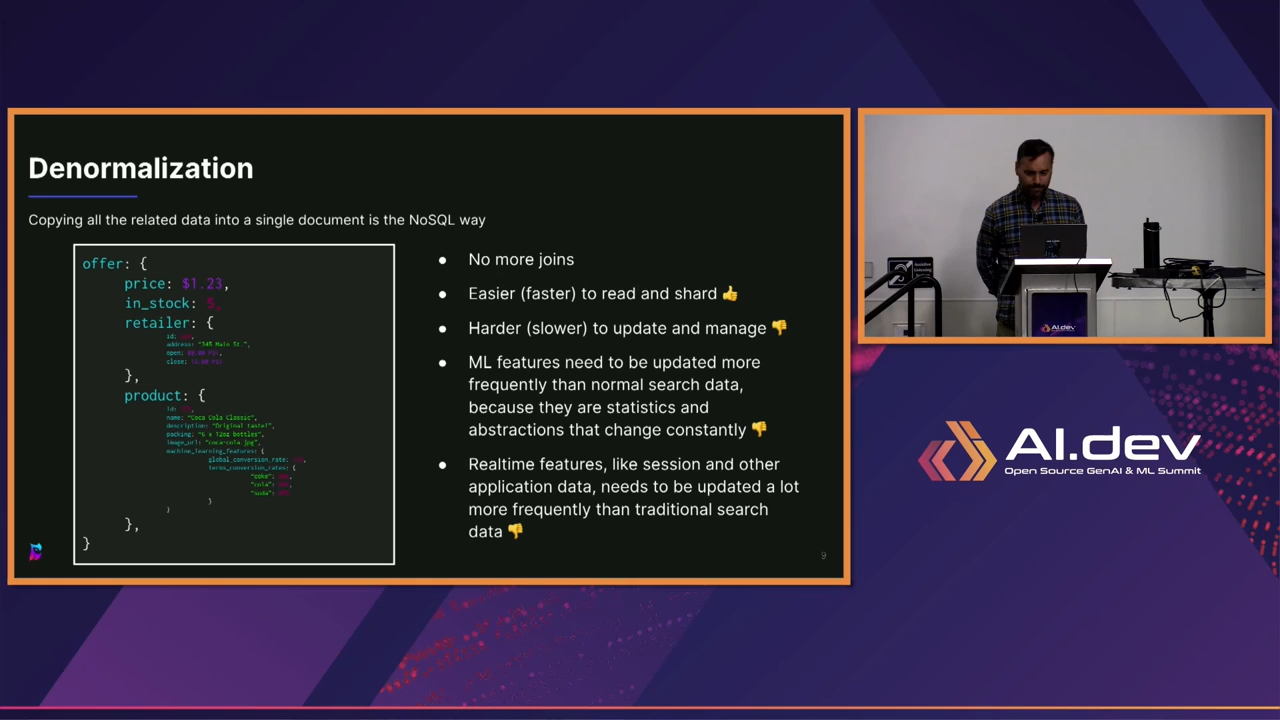 Denormalization
Copying all the related data into a single document is the NoSQL way
offer: {
price: $1.23,
in_stock: 5,
retailer: {
id:
address: "345 Main St.",
open:
close:
},
product: {
id:
name: "Coca Cola Classic",
description: "Original taste!",
packing: "6 x 12oz bottles",
image_url: "coca-cola.jpg",
machine_learning_features: {
global_conversion_rate:
terms_conversion_rates: {
"coke":
"cola":
"soda":
}
}
},
}
● No more joins
● Easier (faster) to read and shard 👍
● Harder (slower) to update and manage 👎
● ML features need to be updated more
frequently than normal search data,
because they are statistics and
abstractions that change constantly 👎
● Realtime features, like session and other
application data, needs to be updated a lot
more frequently than traditional search
data 👎
9
Assistive
Listening
AI.dev
AI.dev
Open Source GenAI & ML Summit